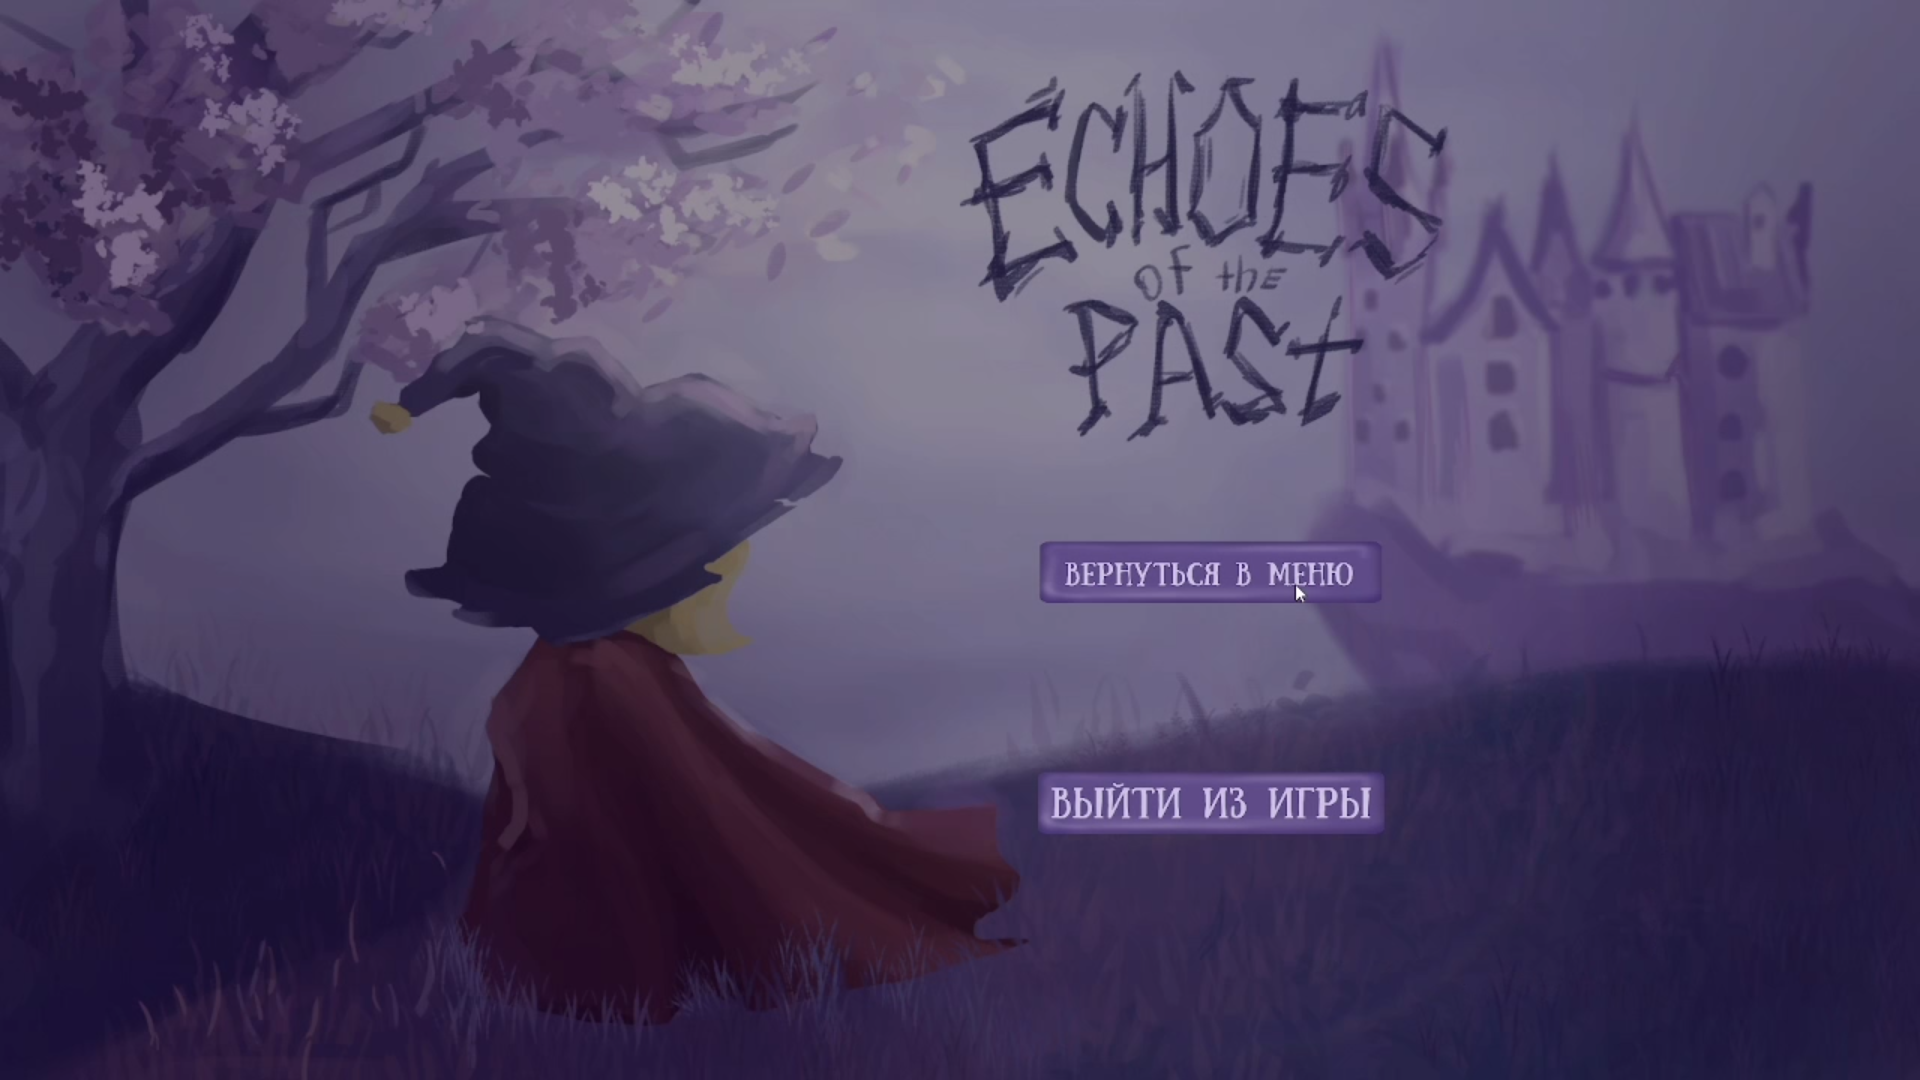 ECHOES
of the
PAST
ВЕРНУТЬСЯ В МЕНЮ
ВЫЙТИ ИЗ ИГРЫ